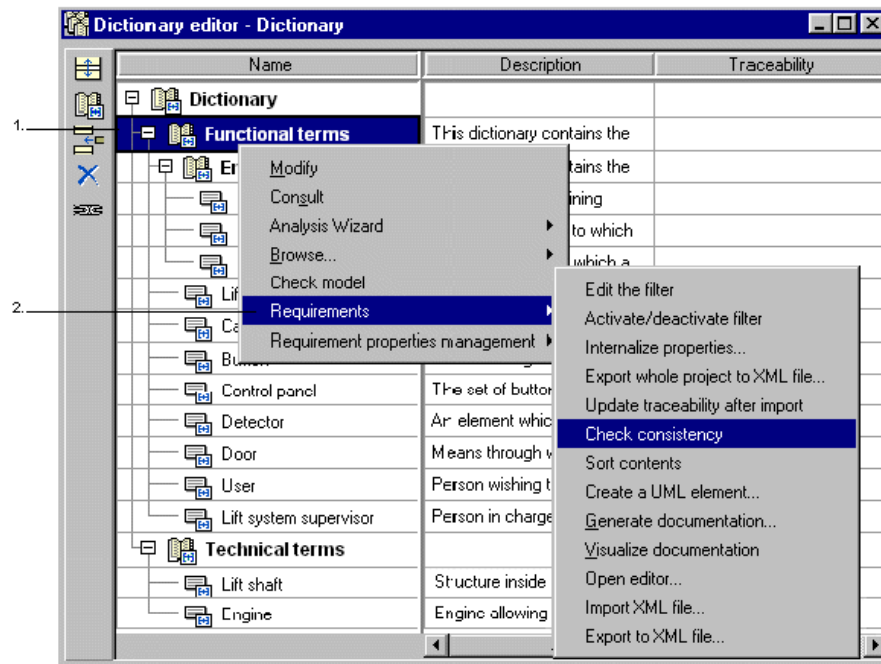 Dictionary editor - Dictionary
Name Description Traceability
Dictionary
1.
Functional terms This dictionary contains the
tains the
Modify
Consult ining
Analysis Wizard to which
Browse... which a
Check model
Edit the filter
2.
Requirements
Activate/deactivate filter
Requirement properties management
Internalize properties...
Export whole project to XML file...
Control panel The set of button
Update traceability after import
Detector An element whic
Check consistency
Door Means through w
Sort contents
User Person wishing t
Create a UML element...
Lift system supervisor Person in charge
Generate documentation...
Technical terms
Visualize documentation
Lift shaft Structure inside
Open editor...
Engine Engine allowing
Import XML file...
Export to XML file...